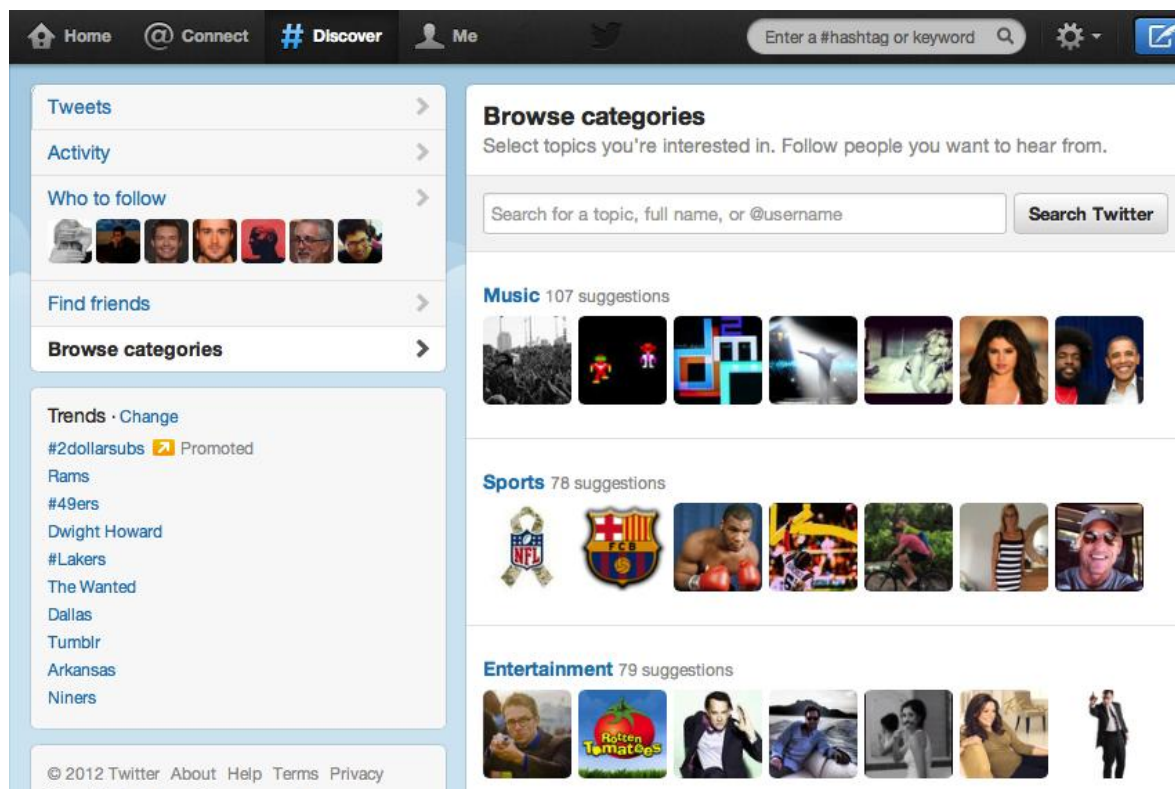 Home Connect # Discover Me Enter a #hashtag or keyword
Tweets
Activity
Who to follow
Find friends
Browse categories
Trends · Change
#2dollarsubs Promoted
Rams
#49ers
Dwight Howard
#Lakers
The Wanted
Dallas
Tumblr
Arkansas
Niners
© 2012 Twitter About Help Terms Privacy
Browse categories
Select topics you're interested in. Follow people you want to hear from.
Search for a topic, full name, or @username Search Twitter
Music 107 suggestions
Sports 78 suggestions
NFL
FCB
Entertainment 79 suggestions
Rotten
Tomatoes